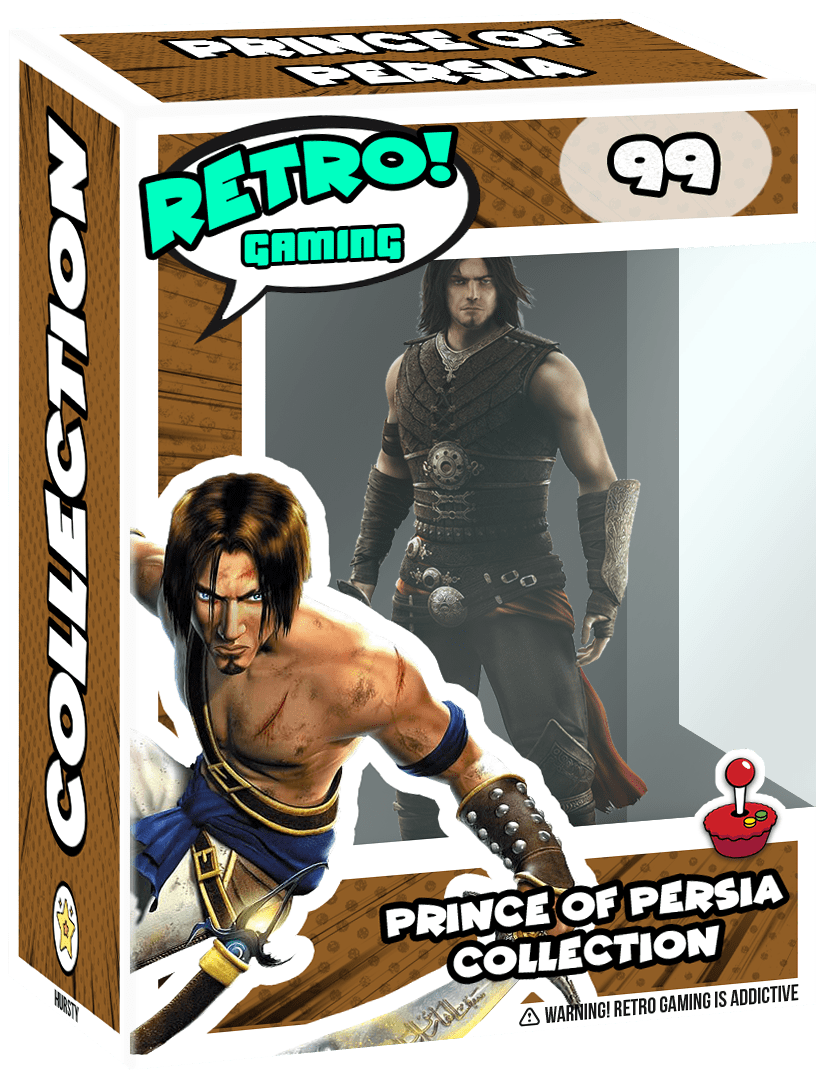 PRINCE OF
PERSIA
RETRO!
GAMING
99
COLLECTION
PRINCE OF PERSIA
COLLECTION
⚠ WARNING! RETRO GAMING IS ADDICTIVE
HURSTY